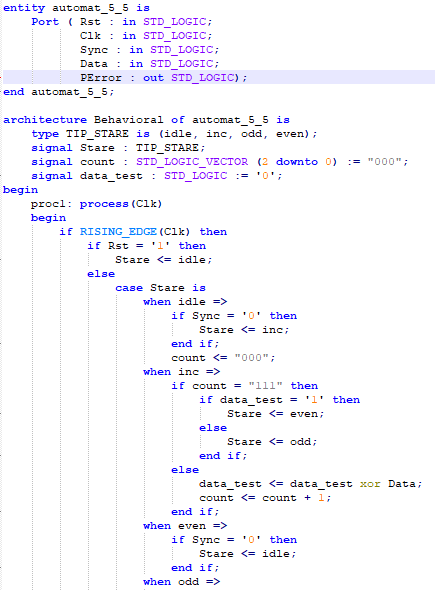 entity automat_5_5 is
    Port ( Rst : in STD_LOGIC;
           Clk : in STD_LOGIC;
           Sync : in STD_LOGIC;
           Data : in STD_LOGIC;
           PError : out STD_LOGIC);
end automat_5_5;

architecture Behavioral of automat_5_5 is
    type TIP_STARE is (idle, inc, odd, even);
    signal Stare : TIP_STARE;
    signal count : STD_LOGIC_VECTOR (2 downto 0) := "000";
    signal data_test : STD_LOGIC := '0';
begin
    proc1: process(Clk)
    begin
        if RISING_EDGE(Clk) then
            if Rst = '1' then
                Stare <= idle;
            else
                case Stare is
                    when idle =>
                        if Sync = '0' then
                            Stare <= inc;
                        end if;
                        count <= "000";
                    when inc =>
                        if count = "111" then
                            if data_test = '1' then
                                Stare <= even;
                            else
                                Stare <= odd;
                            end if;
                        else
                            data_test <= data_test xor Data;
                            count <= count + 1;
                        end if;
                    when even =>
                        if Sync = '0' then
                            Stare <= idle;
                        end if;
                    when odd =>